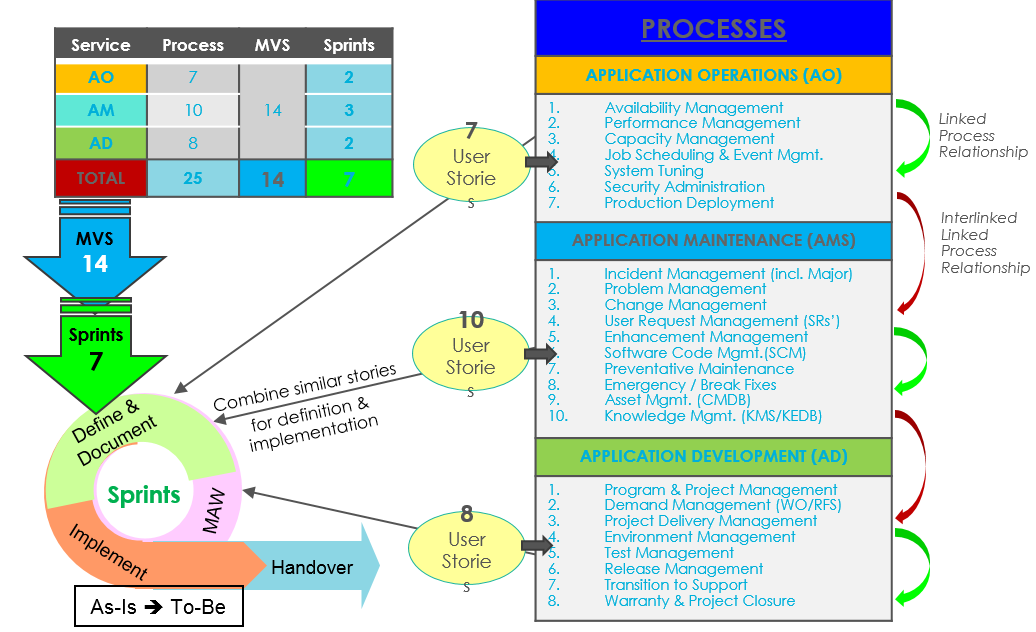 Service Process MVS Sprints
AO 7 2
AM 10 14 3
AD 8 2
TOTAL 25 14 7
MVS
14
Sprints
7
Define &
Document
Sprints
MAW
Implement
Handover
As-Is ➔ To-Be
Combine similar stories
for definition &
implementation
7
User
Storie
s
10
User
Storie
s
8
User
Storie
s
PROCESSES
APPLICATION OPERATIONS (AO)
1. Availability Management
2. Performance Management
3. Capacity Management
4. Job Scheduling & Event Mgmt.
5. System Tuning
6. Security Administration
7. Production Deployment
APPLICATION MAINTENANCE (AMS)
1. Incident Management (incl. Major)
2. Problem Management
3. Change Management
4. User Request Management (SRs’)
5. Enhancement Management
Software Code Mgmt.(SCM)
7. Preventative Maintenance
8. Emergency / Break Fixes
9. Asset Mgmt. (CMDB)
10. Knowledge Mgmt. (KMS/KEDB)
APPLICATION DEVELOPMENT (AD)
1. Program & Project Management
2. Demand Management (WO/RFS)
3. Project Delivery Management
4. Environment Management
5. Test Management
6. Release Management
7. Transition to Support
8. Warranty & Project Closure
Linked
Process
Relationship
Interlinked
Linked
Process
Relationship